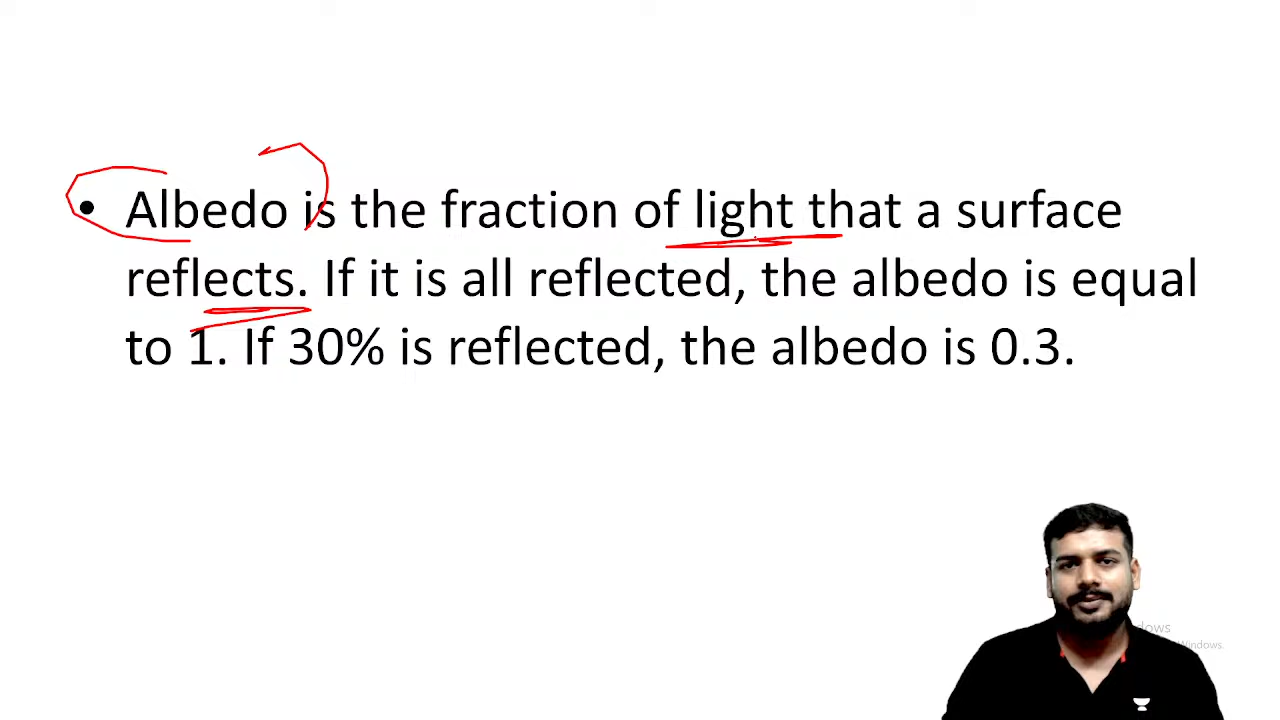 • Albedo is the fraction of light that a surface
reflects. If it is all reflected, the albedo is equal
to 1. If 30% is reflected, the albedo is 0.3.
Windows.